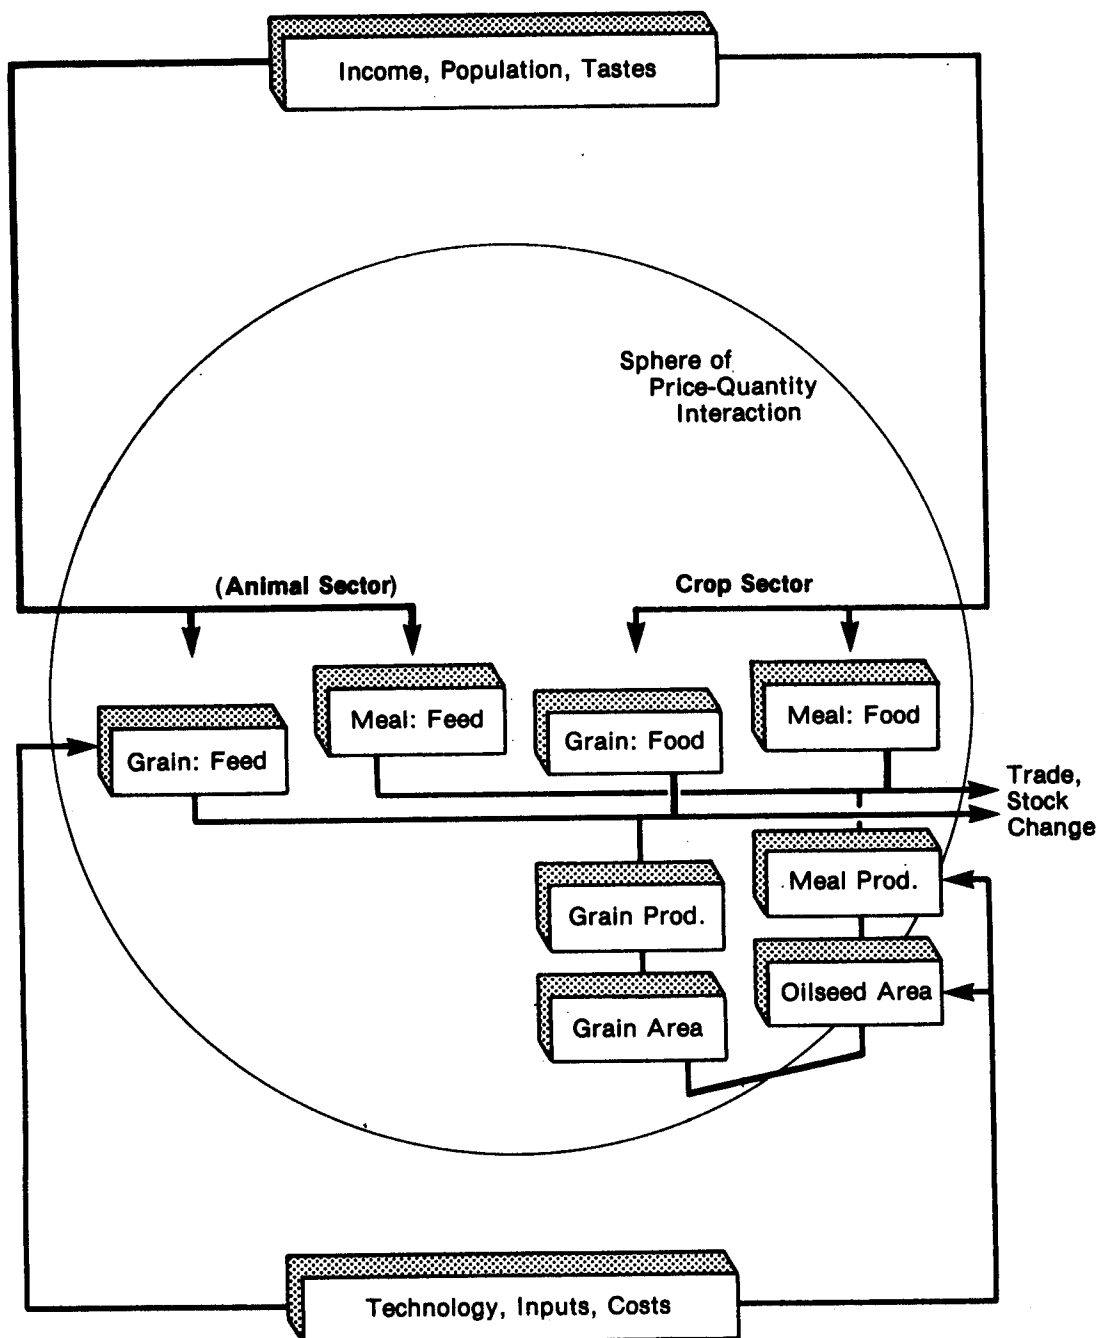 Income, Population, Tastes
Sphere of
Price-Quantity
Interaction
(Animal Sector)
Crop Sector
Grain: Feed
Meal: Feed
Grain: Food
Meal: Food
Trade,
Stock
Change
Grain Prod.
Meal Prod.
Grain Area
Oilseed Area
Technology, Inputs, Costs